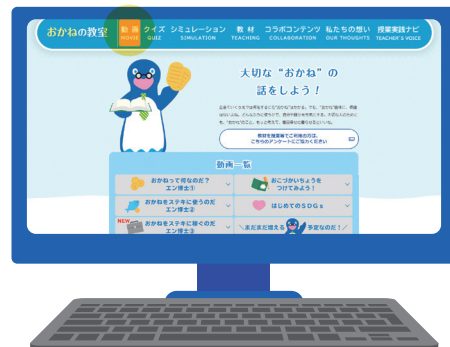 おかねの教室
動 画 クイズ シミュレーション 教 材 コラボコンテンツ 私たちの想い 授業実践ナビ
MOVIE QUIZ SIMULATION TEACHING COLLABORATION OUR THOUGHTS TEACHER'S VOICE
大切な“おかね”の
話をしよう！
教材を授業等でご利用の方は、
こちらのアンケートにご協力ください
動画一覧
おかねって何なのだ？
エン博士①
おこづかいちょうを
つけてみよう！
おかねをステキに使うのだ
エン博士②
はじめてのSDGs
NEW
おかねをステキに稼ぐのだ
エン博士③
＼まだまだ増える 予定なのだ！／